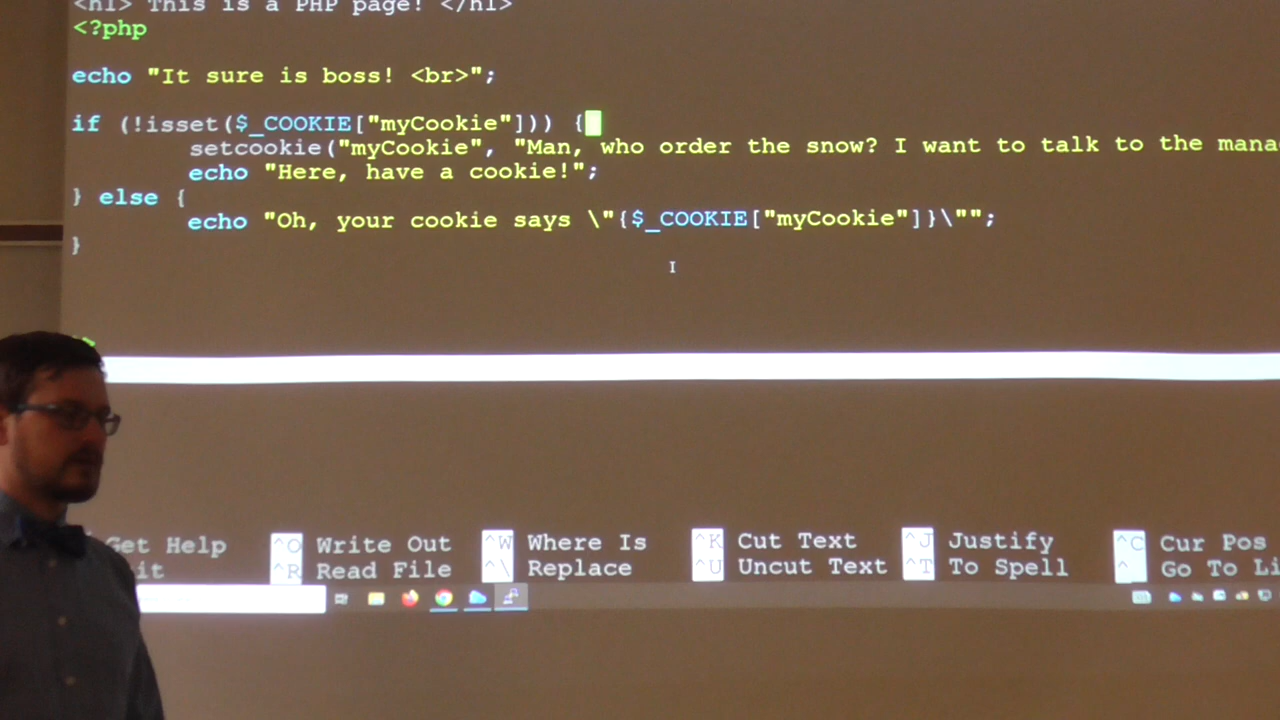 <h1> This is a PHP page! </h1>
<?php
echo "It sure is boss! <br>";
if (!isset($_COOKIE["myCookie"])) {
setcookie("myCookie", "Man, who order the snow? I want to talk to the mana
echo "Here, have a cookie!";
} else {
echo "Oh, your cookie says \"{$_COOKIE["myCookie"]}\"";
}
Get Help ^O Write Out ^W Where Is ^K Cut Text ^J Justify ^C Cur Pos
it ^R Read File ^\ Replace ^U Uncut Text ^T To Spell ^ Go To Li